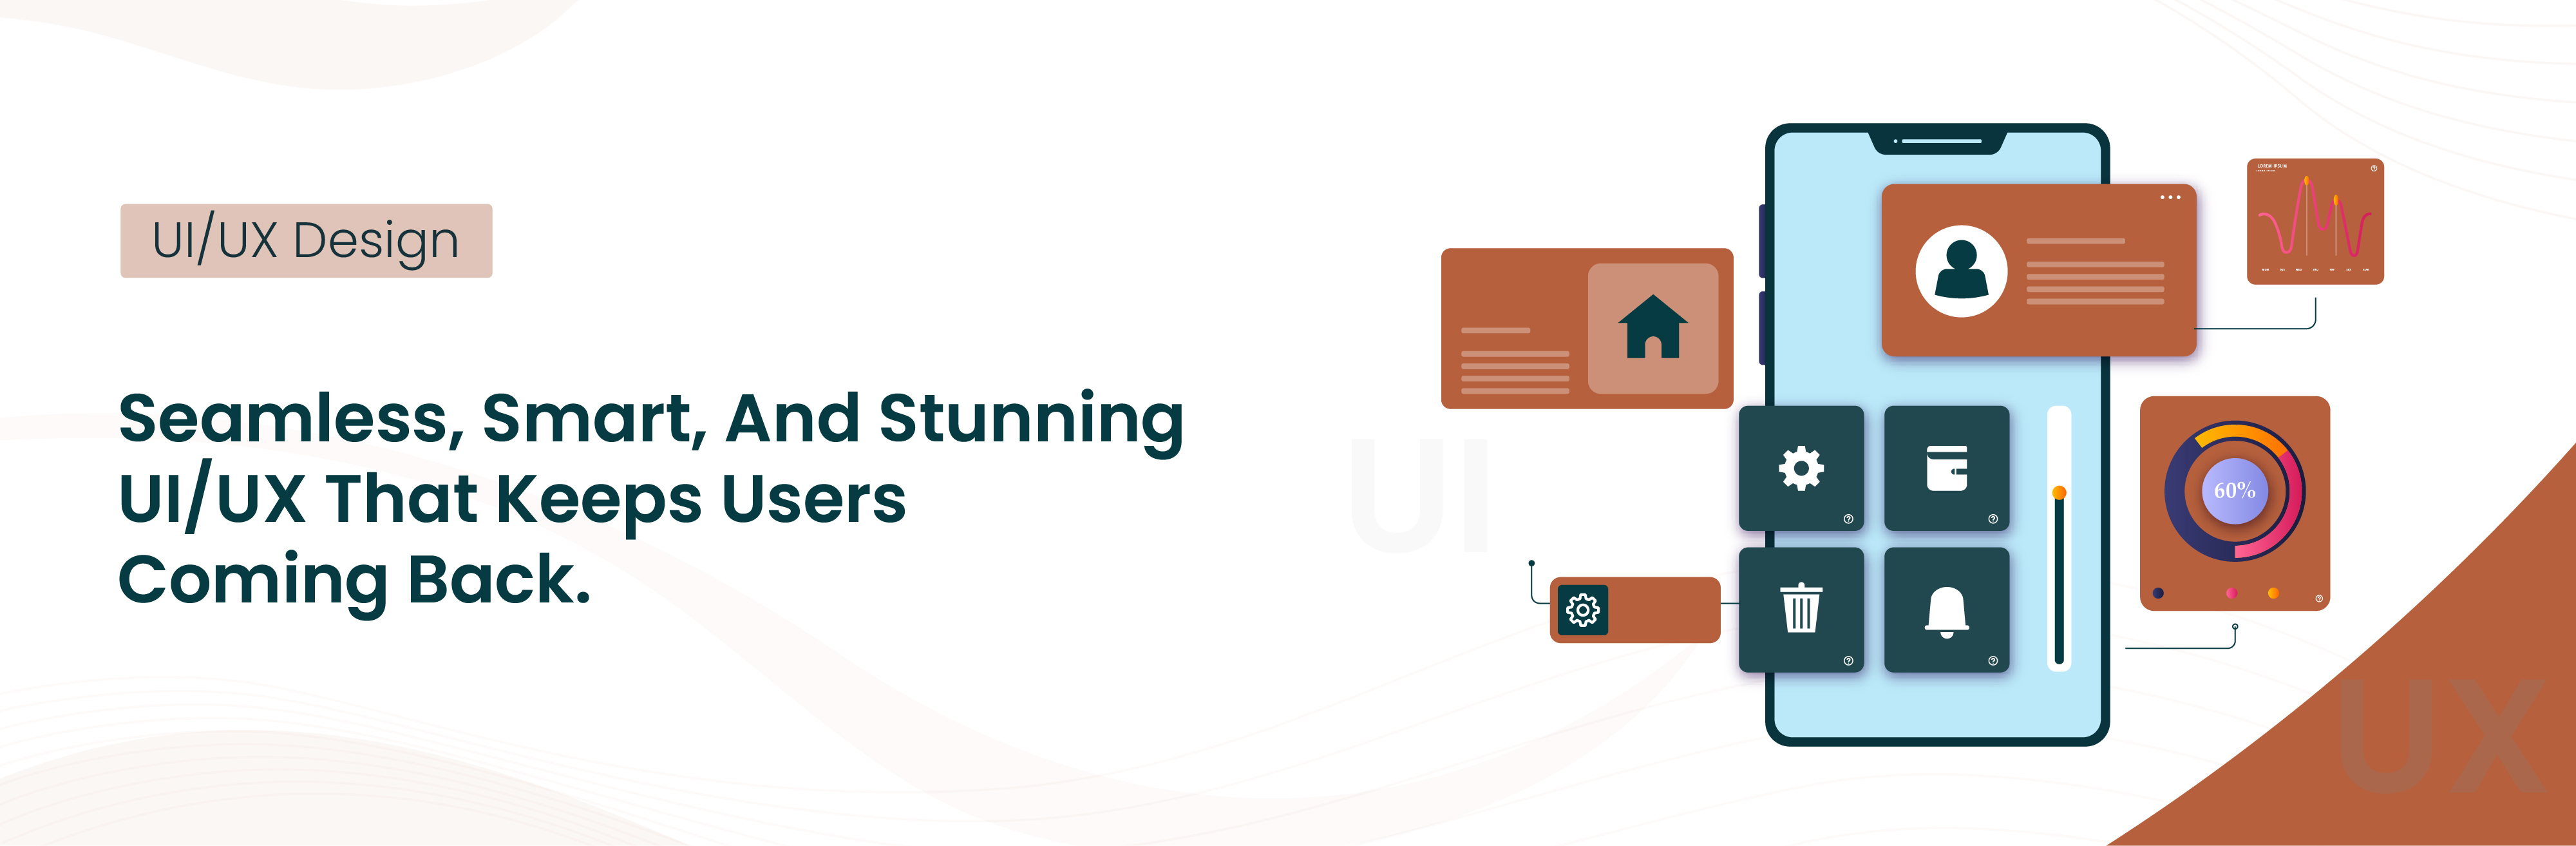 UI/UX Design
Seamless, Smart, And Stunning
UI/UX That Keeps Users
Coming Back.
UI
LOREM IPSUM
60%
UX